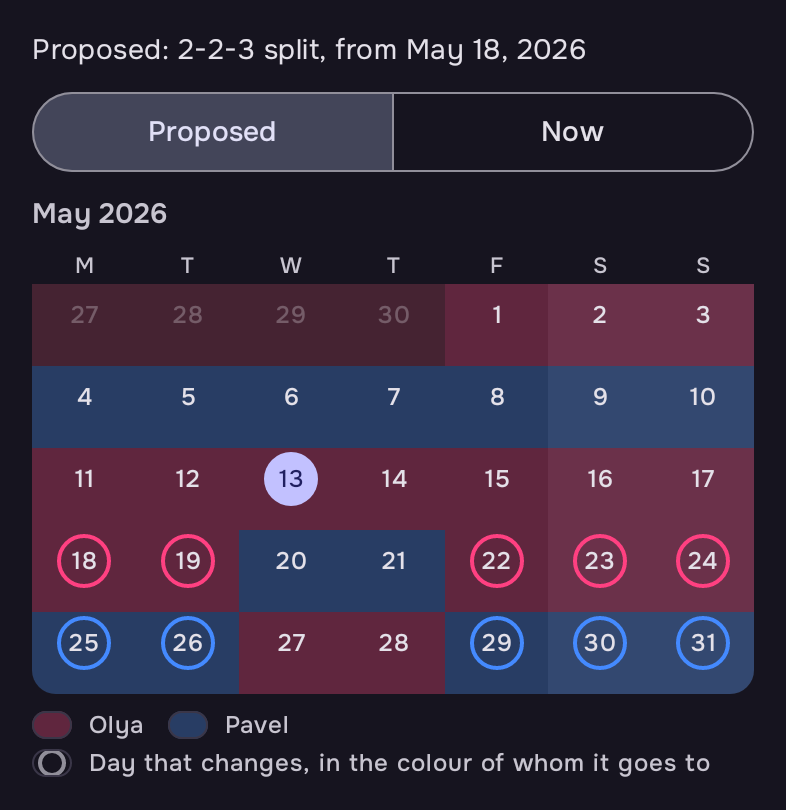 Proposed: 2-2-3 split, from May 18, 2026
Proposed Now
May 2026
M T W T F S S
27 28 29 30 1 2 3
4 5 6 7 8 9 10
11 12 13 14 15 16 17
18 19 20 21 22 23 24
25 26 27 28 29 30 31
Olya Pavel
Day that changes, in the colour of whom it goes to